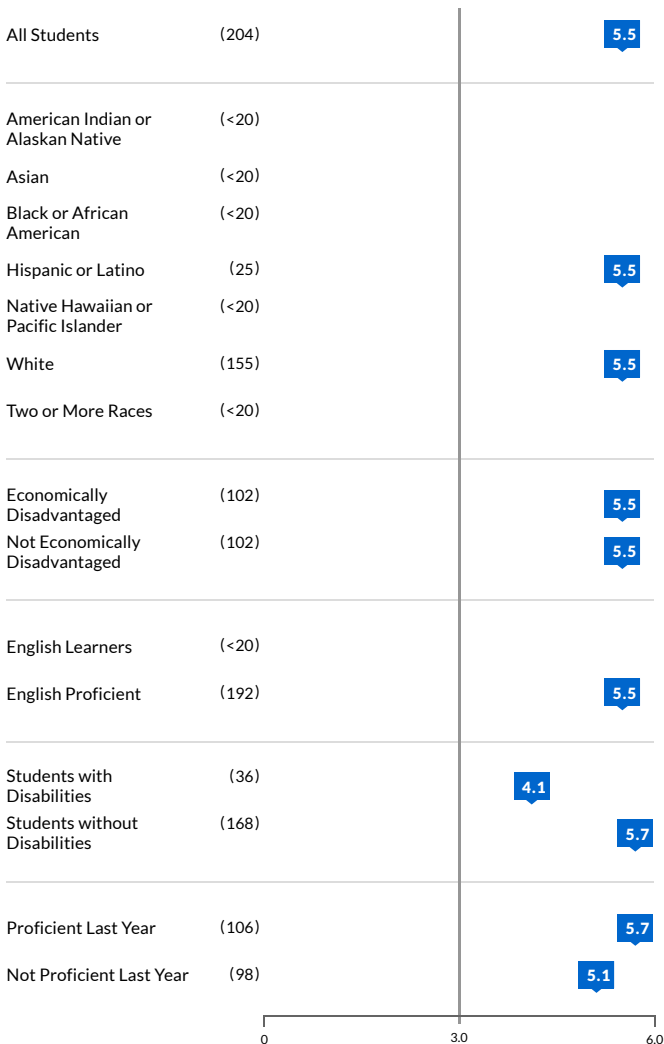 All Students (204) 5.5
American Indian or (<20)
Alaskan Native
Asian (<20)
Black or African (<20)
American
Hispanic or Latino (25) 5.5
Native Hawaiian or (<20)
Pacific Islander
White (155) 5.5
Two or More Races (<20)
Economically (102) 5.5
Disadvantaged
Not Economically (102) 5.5
Disadvantaged
English Learners (<20)
English Proficient (192) 5.5
Students with (36) 4.1
Disabilities
Students without (168) 5.7
Disabilities
Proficient Last Year (106) 5.7
Not Proficient Last Year (98) 5.1
0 3.0 6.0